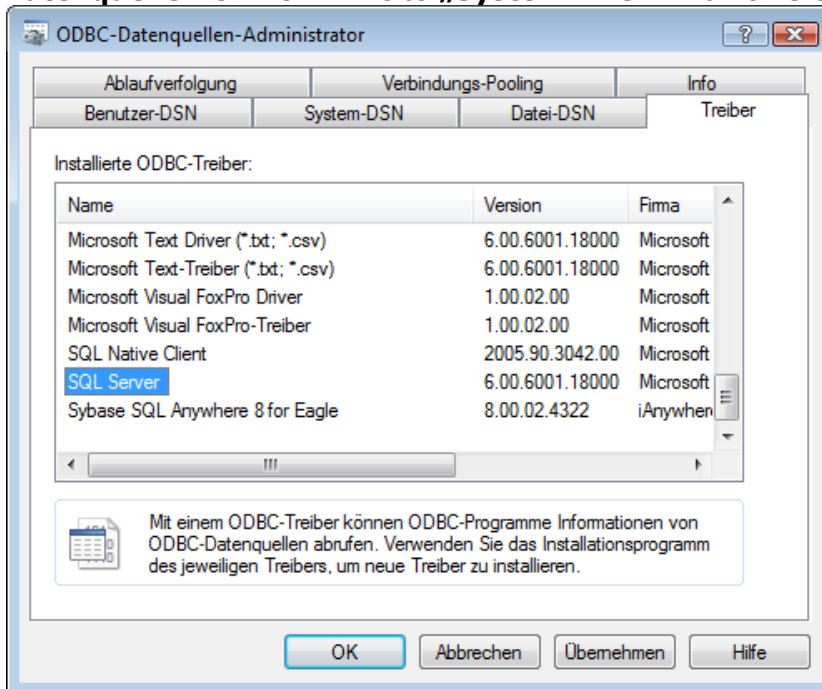 ODBC-Datenquellen-Administrator
Ablaufverfolgung Verbindungs-Pooling Info
Benutzer-DSN System-DSN Datei-DSN Treiber
Installierte ODBC-Treiber:
Name Version Firma
Microsoft Text Driver (*.txt; *.csv) 6.00.6001.18000 Microsoft
Microsoft Text-Treiber (*.txt; *.csv) 6.00.6001.18000 Microsoft
Microsoft Visual FoxPro Driver 1.00.02.00 Microsoft
Microsoft Visual FoxPro-Treiber 1.00.02.00 Microsoft
SQL Native Client 2005.90.3042.00 Microsoft
SQL Server 6.00.6001.18000 Microsoft
Sybase SQL Anywhere 8 for Eagle 8.00.02.4322 iAnywher
Mit einem ODBC-Treiber können ODBC-Programme Informationen von
ODBC-Datenquellen abrufen. Verwenden Sie das Installationsprogramm
des jeweiligen Treibers, um neue Treiber zu installieren.
OK Abbrechen Übernehmen Hilfe